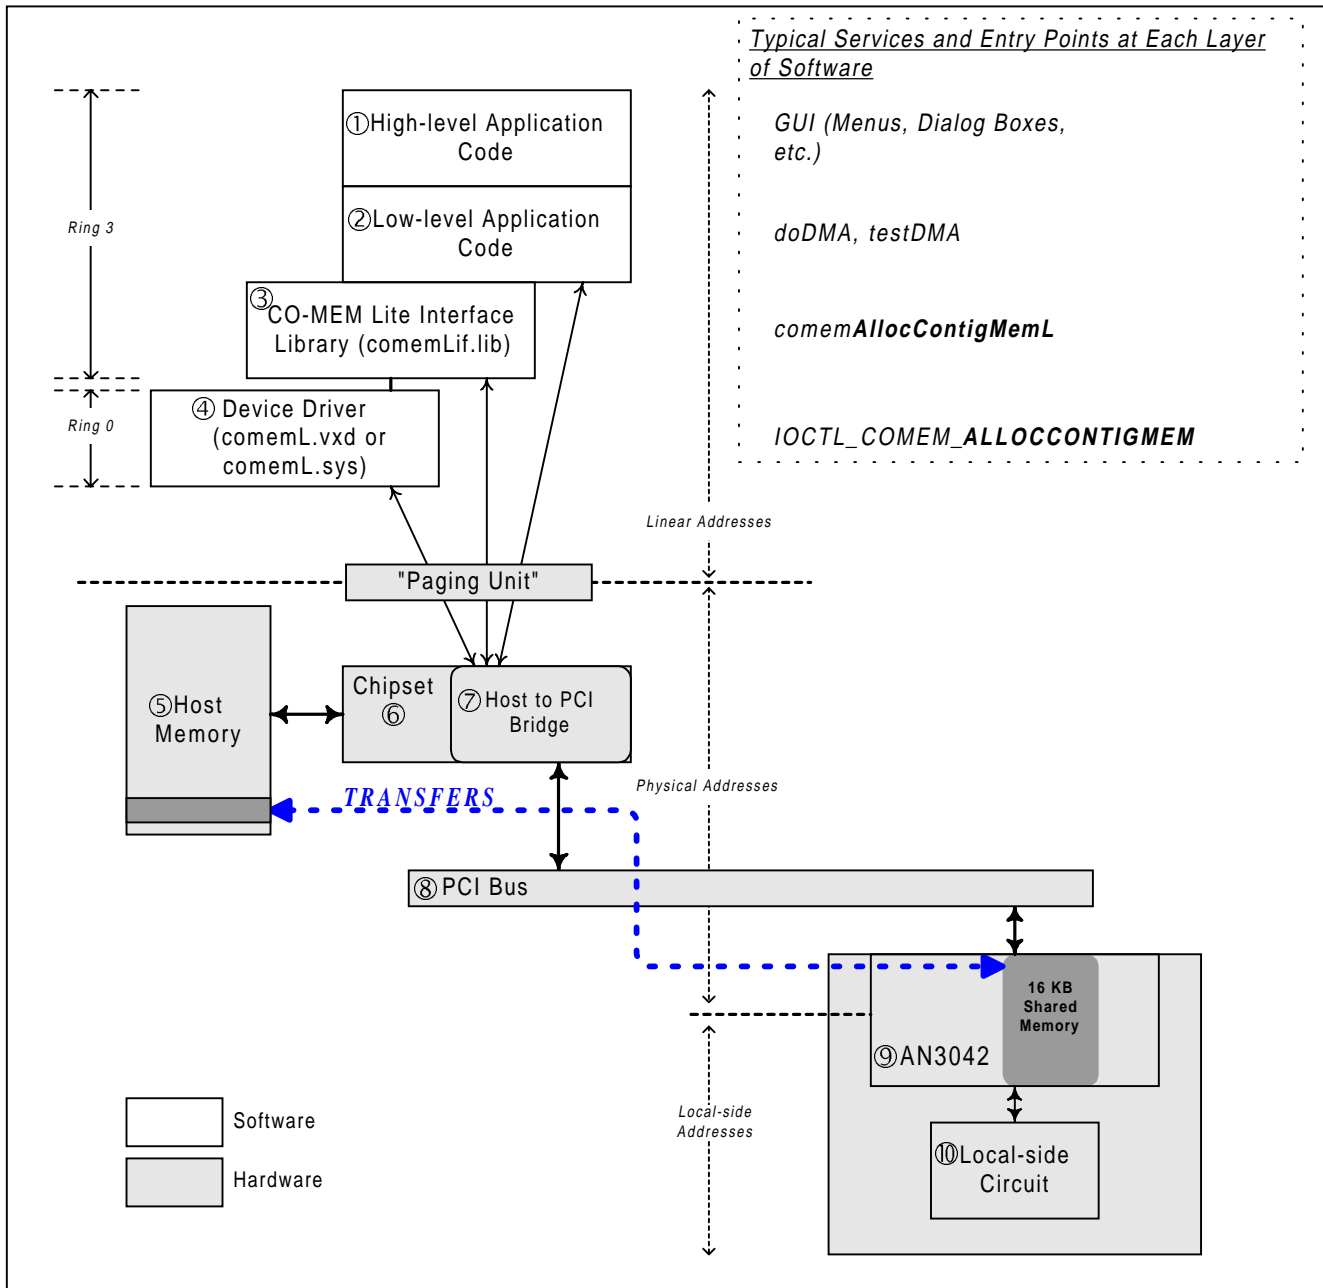 Typical Services and Entry Points at Each Layer
of Software
①High-level Application
Code
GUI (Menus, Dialog Boxes,
etc.)
Ring 3
②Low-level Application
Code
doDMA, testDMA
③
CO-MEM Lite Interface
Library (comemLif.lib)
comemAllocContigMemL
Ring 0
④ Device Driver
(comemL.vxd or
comemL.sys)
IOCTL_COMEM_ALLOCCONTIGMEM
Linear Addresses
"Paging Unit"
⑤Host
Memory
Chipset
⑥
⑦ Host to PCI
Bridge
TRANSFERS
Physical Addresses
⑧PCI Bus
16 KB
Shared
Memory
⑨AN3042
Local-side
Addresses
⑩Local-side
Circuit
Software
Hardware